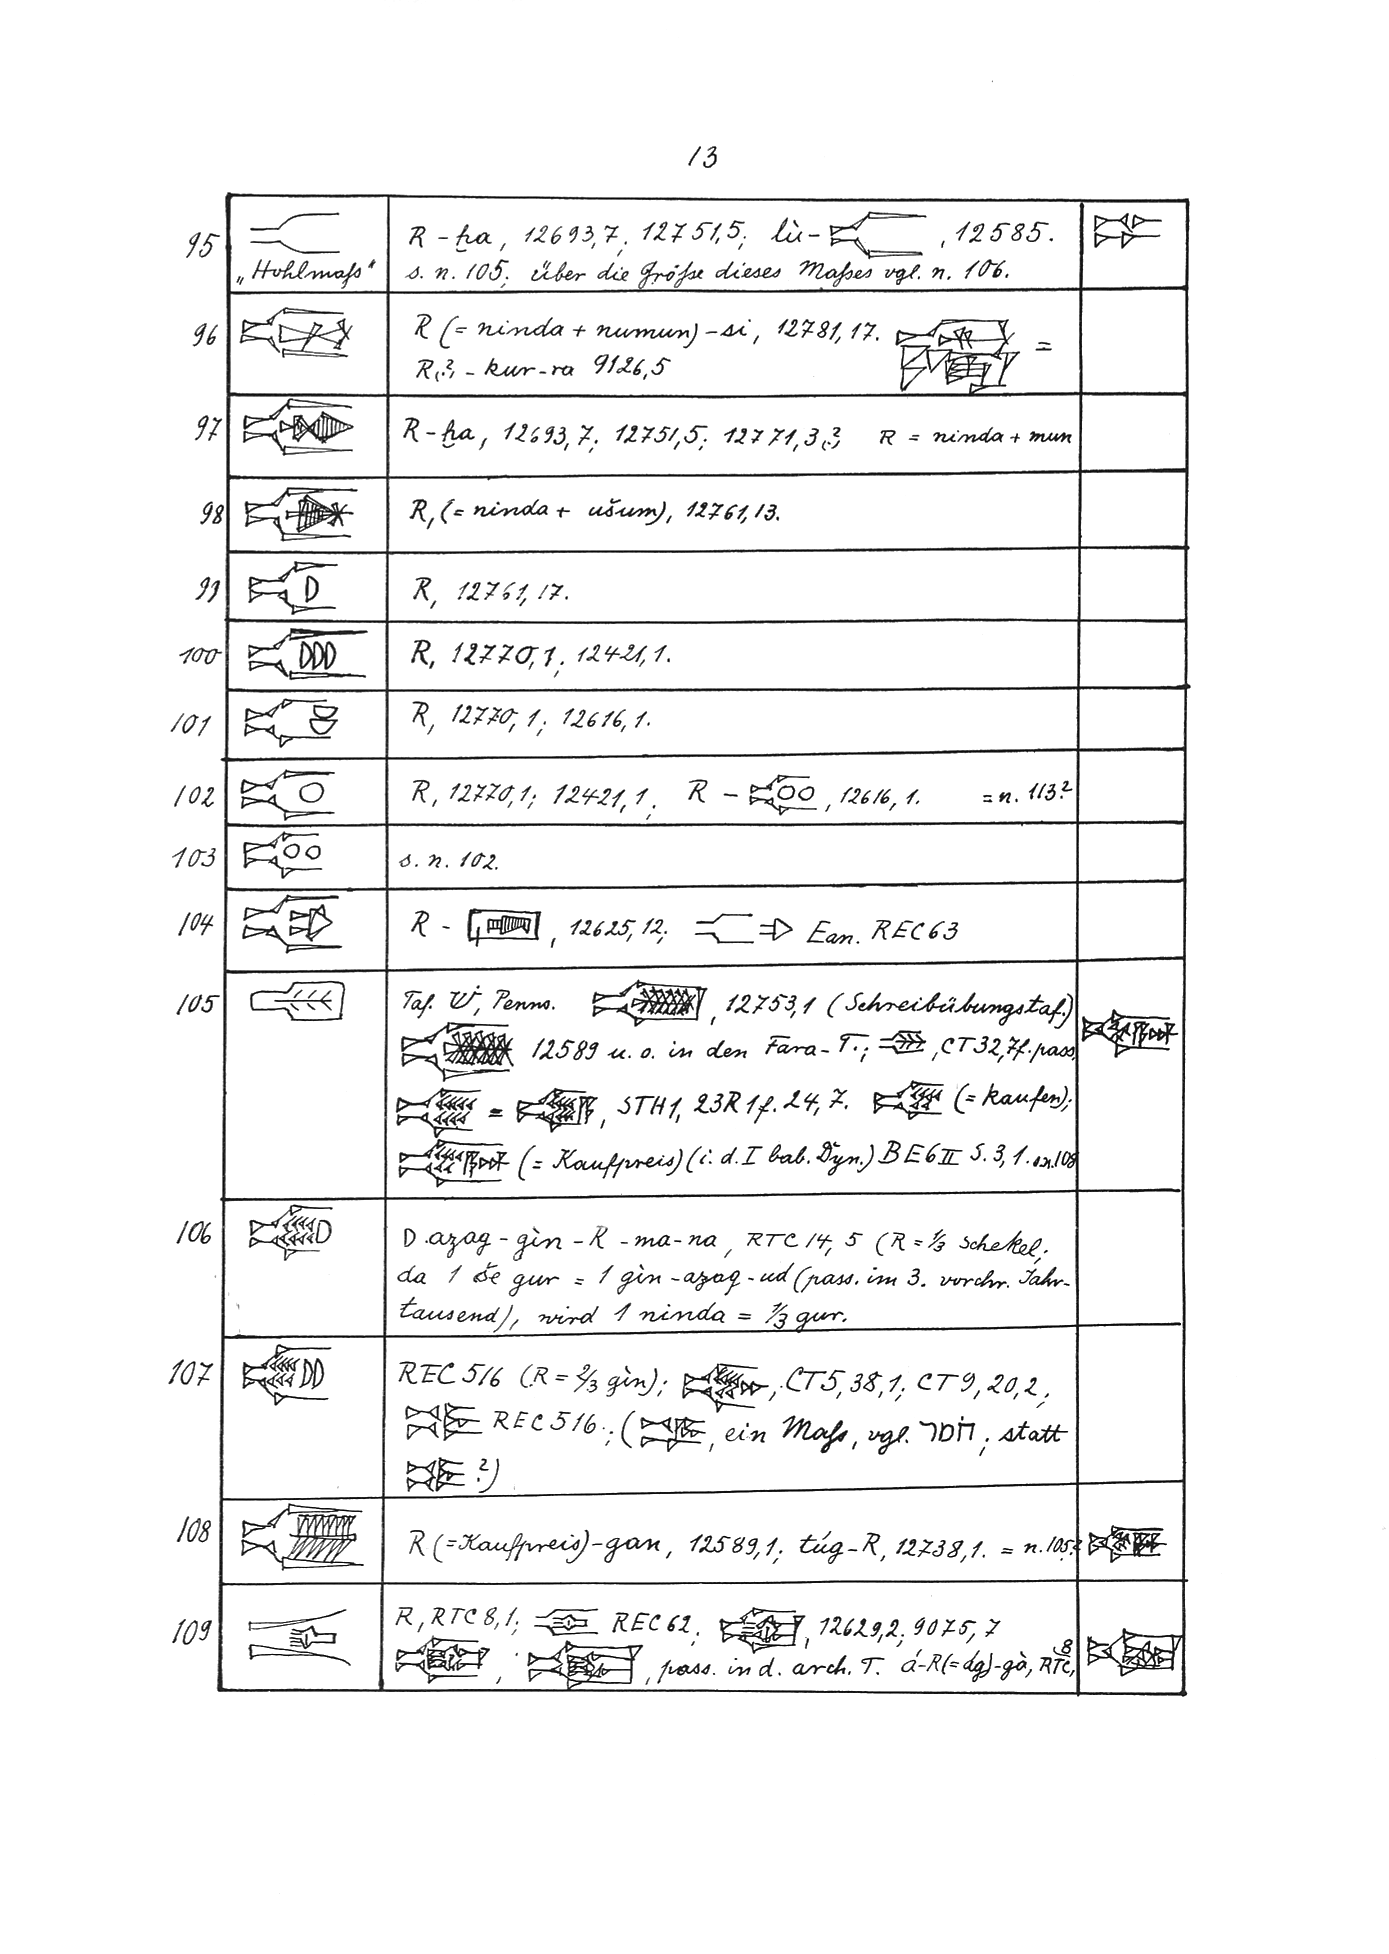 13
95
„Hohlmaß“
R-ḫa, 12693,7; 12751,5; lù- , 12585.
s. n. 105; über die Größe dieses Maßes vgl. n. 106.
96
R (= ninda + numun)-si, 12781,17. =
R(?)-kur-ra 9126,5
97
R-ḫa, 12693,7; 12751,5; 12771,3(?); R = ninda + mun
98
R, (= ninda + ušum), 12761,13.
99
R, 12761,17.
100
R, 12770,1; 12421,1.
101
R, 12770,1; 12616,1.
102
R, 12770,1; 12421,1; R - , 12616,1. = n. 113?
103
s. n. 102.
104
R - , 12625,12; Ean. REC 63
105
Taf. Penns. , 12753,1 (Schreibübungstaf.)
12589 u. o. in den Fara-T.; , CT 32,7f. pass.
= , STH 1, 23 R 1 f. 24, 7. (= kaufen);
(= Kaufpreis) (i. d. I bab. Dyn.) BE 6 II S. 3, 1. n. 108
106
D azag-gìn-R-ma-na, RTC 14, 5 (R = ⅓ Schekel;
da 1 še gur = 1 gìn-azag-ud (pass. im 3. vorchr. Jahr-
tausend), wird 1 ninda = ⅓ gur.
107
REC 516 (R = ⅔ gìn); , CT 5, 38, 1; CT 9, 20, 2;
REC 516.; ( , ein Maß, vgl. חֹמר; statt
?)
108
R (= Kaufpreis)-gan, 12589,1; túg-R, 12738,1. = n. 105?
109
R, RTC 8,1; REC 62; , 12629,2; 9075,7
, , pass. in d. arch. T. á-R(=ág)-gà, RTC, 8